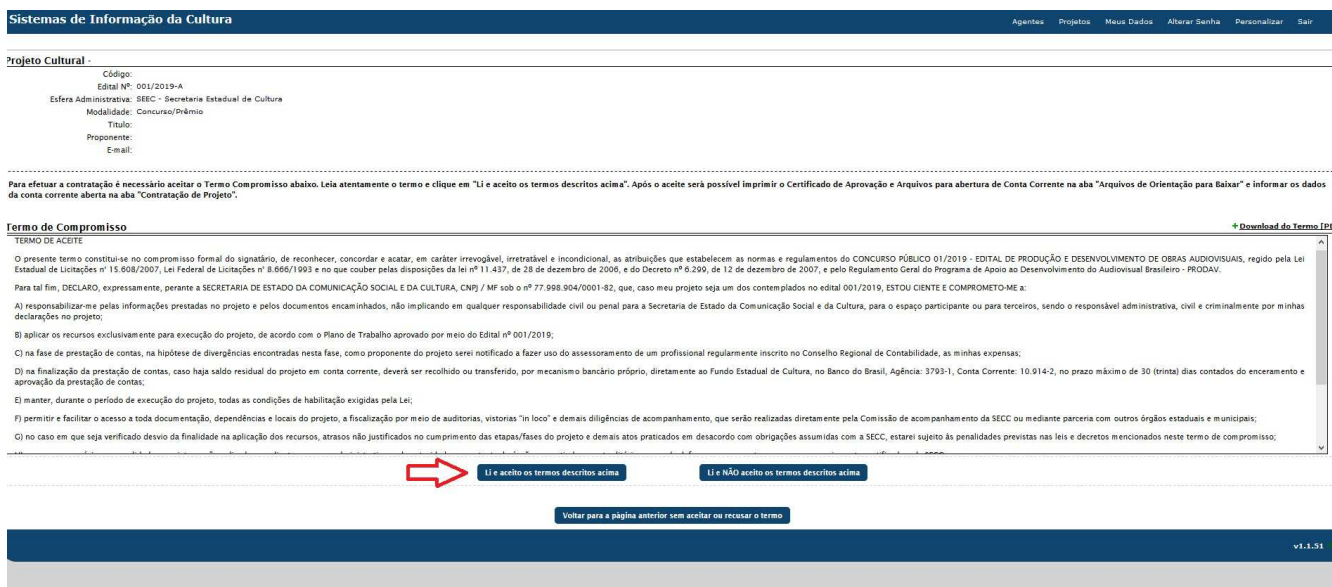 Sistemas de Informação da Cultura
Agentes Projetos Meus Dados Alterar Senha Personalizar Sair
Projeto Cultural -
Código:
Edital Nº: 001/2019-A
Esfera Administrativa: SEEC - Secretaria Estadual de Cultura
Modalidade: Concurso/Prêmio
Titulo:
Proponente:
E-mail:
Para efetuar a contratação é necessário aceitar o Termo Compromisso abaixo. Leia atentamente o termo e clique em "Li e aceito os termos descritos acima". Após o aceite será possível imprimir o Certificado de Aprovação e Arquivos para abertura de Conta Corrente na aba "Arquivos de Orientação para Baixar" e informar os dados
da conta corrente aberta na aba "Contratação de Projeto".
Termo de Compromisso
+Download do Termo [P
TERMO DE ACEITE
O presente termo constitui-se no compromisso formal do signatário, de reconhecer, concordar e acatar, em caráter irrevogável, irretratável e incondicional, as atribuições que estabelecem as normas e regulamentos do CONCURSO PÚBLICO 01/2019 - EDITAL DE PRODUÇÃO E DESENVOLVIMENTO DE OBRAS AUDIOVISUAIS, regido pela Lei
Estadual de Licitações n' 15.608/2007, Lei Federal de Licitações n' 8.666/1993 e no que couber pelas disposições da lei nº 11.437, de 28 de dezembro de 2006, e do Decreto nº 6.299, de 12 de dezembro de 2007, e pelo Regulamento Geral do Programa de Apoio ao Desenvolvimento do Audiovisual Brasileiro - PRODAV.
Para tal fim, DECLARO, expressamente, perante a SECRETARIA DE ESTADO DA COMUNICAÇÃO SOCIAL E DA CULTURA, CNPJ / MF sob o nº 77.998.904/0001-82, que, caso meu projeto seja um dos contemplados no edital 001/2019, ESTOU CIENTE E COMPROMETO-ME a:
A) responsabilizar-me pelas informações prestadas no projeto e pelos documentos encaminhados, não implicando em qualquer responsabilidade civil ou penal para a Secretaria de Estado da Comunicação Social e da Cultura, para o espaço participante ou para terceiros, sendo o responsável administrativa, civil e criminalmente por minhas
declarações no projeto;
B) aplicar os recursos exclusivamente para execução do projeto, de acordo com o Plano de Trabalho aprovado por meio do Edital nº 001/2019;
C) na fase de prestação de contas, na hipótese de divergências encontradas nesta fase, como proponente do projeto serei notificado a fazer uso do assessoramento de um profissional regularmente inscrito no Conselho Regional de Contabilidade, as minhas expensas;
D) na finalização da prestação de contas, caso haja saldo residual do projeto em conta corrente, deverá ser recolhido ou transferido, por mecanismo bancário próprio, diretamente ao Fundo Estadual de Cultura, no Banco do Brasil, Agência: 3793-1, Conta Corrente: 10.914-2, no prazo máximo de 30 (trinta) dias contados do enceramento e
aprovação da prestação de contas;
E) manter, durante o período de execução do projeto, todas as condições de habilitação exigidas pela Lei;
F) permitir e facilitar o acesso a toda documentação, dependências e locais do projeto, a fiscalização por meio de auditorias, vistorias "in loco" e demais diligências de acompanhamento, que serão realizadas diretamente pela Comissão de acompanhamento da SECC ou mediante parceria com outros órgãos estaduais e municipais;
G) no caso em que seja verificado desvio da finalidade na aplicação dos recursos, atrasos não justificados no cumprimento das etapas/fases do projeto e demais atos praticados em desacordo com obrigações assumidas com a SECC, estarei sujeito às penalidades previstas nas leis e decretos mencionados neste termo de compromisso;
Li e aceito os termos descritos acima
Li e NÃO aceito os termos descritos acima
Voltar para a página anterior sem aceitar ou recusar o termo
v1.1.51